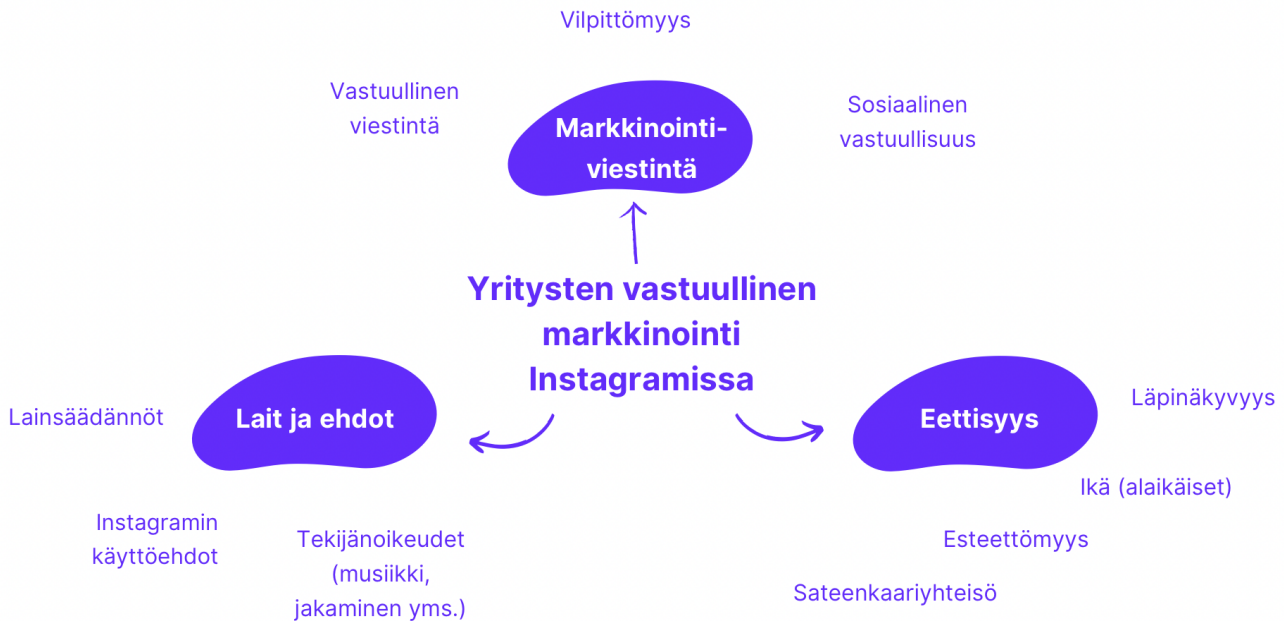 Vilpittömyys
Vastuullinen
viestintä
Markkinointi-
viestintä
Sosiaalinen
vastuullisuus
Yritysten vastuullinen
markkinointi
Instagramissa
Lainsäädännöt
Lait ja ehdot
Eettisyys
Läpinäkyvyys
Ikä (alaikäiset)
Instagramin
käyttöehdot
Tekijänoikeudet
(musiikki,
jakaminen yms.)
Esteettömyys
Sateenkaariyhteisö